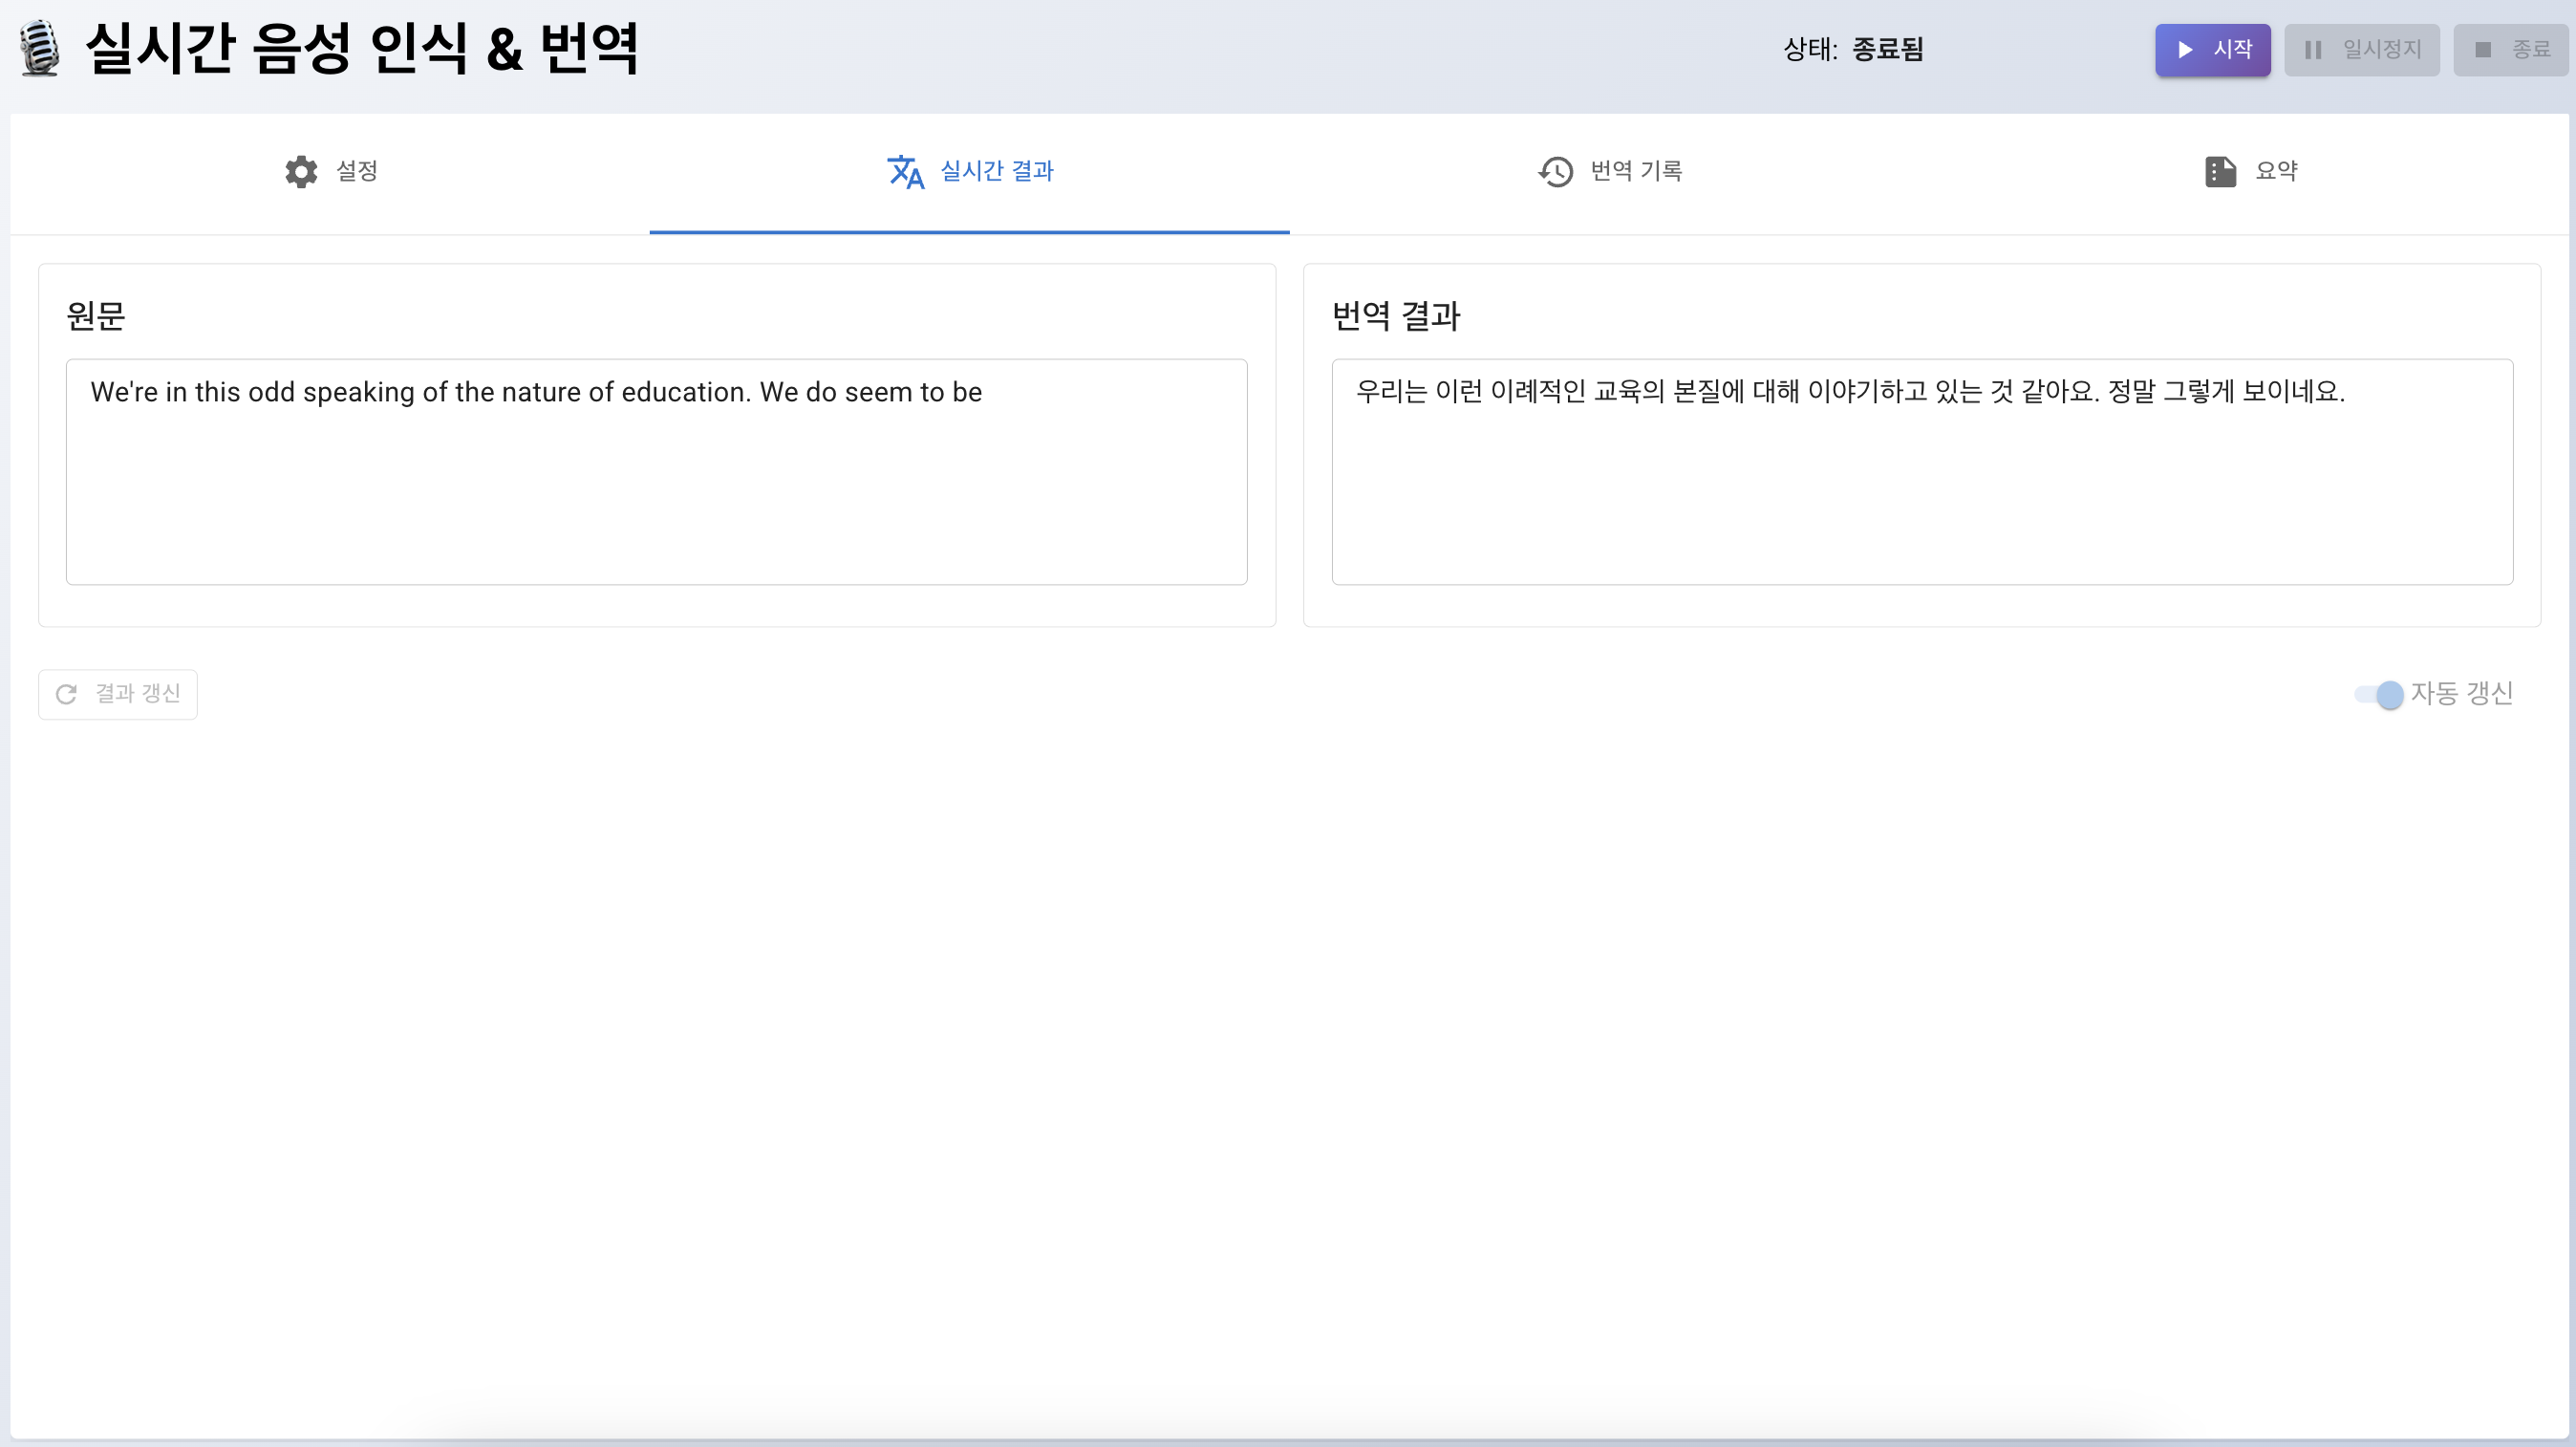 실시간 음성 인식 & 번역
상태: 종료됨
시작
일시정지
종료
설정
실시간 결과
번역 기록
요약
원문
We're in this odd speaking of the nature of education. We do seem to be
번역 결과
우리는 이런 이례적인 교육의 본질에 대해 이야기하고 있는 것 같아요. 정말 그렇게 보이네요.
결과 갱신
자동 갱신